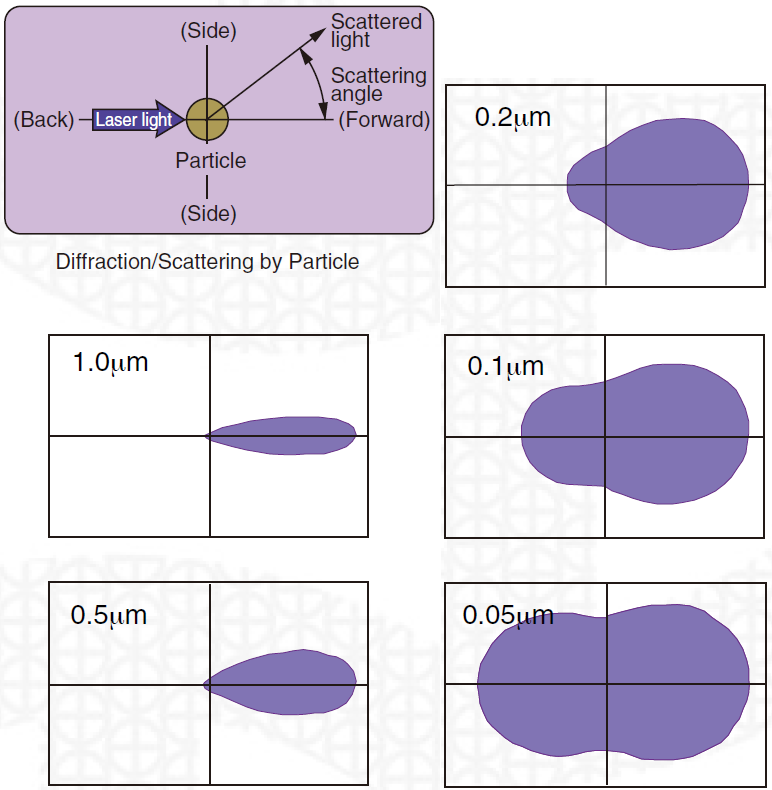 (Side)
Scattered
light
Scattering
angle
(Back)
Laser light
(Forward)
Particle
(Side)
Diffraction/Scattering by Particle
0.2μm
1.0μm
0.1μm
0.5μm
0.05μm